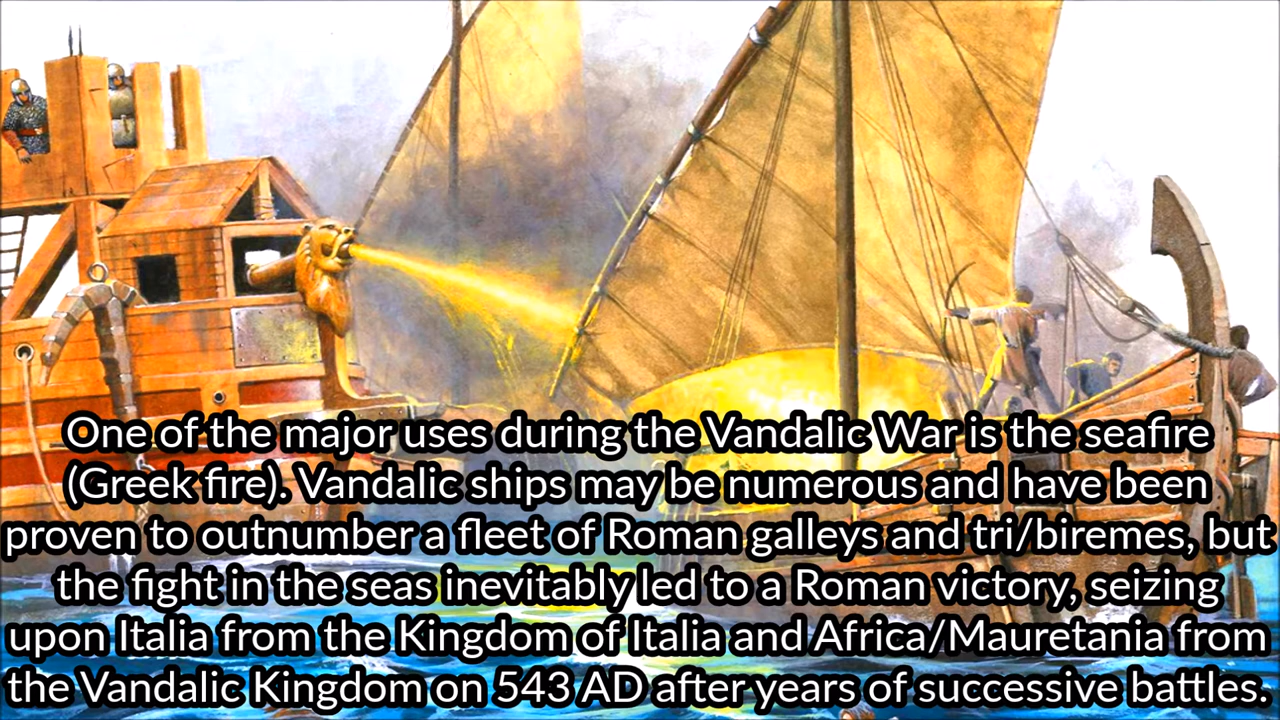 One of the major uses during the Vandalic War is the seafire
(Greek fire). Vandalic ships may be numerous and have been
proven to outnumber a fleet of Roman galleys and tri/biremes, but
the fight in the seas inevitably led to a Roman victory, seizing
upon Italia from the Kingdom of Italia and Africa/Mauretania from
the Vandalic Kingdom on 543 AD after years of successive battles.